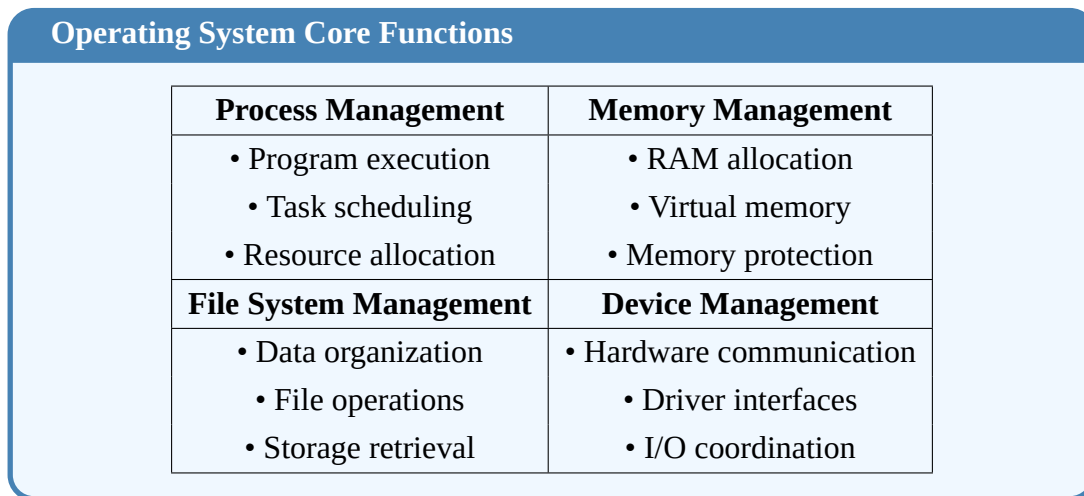 Operating System Core Functions
Process Management Memory Management
• Program execution • RAM allocation
• Task scheduling • Virtual memory
• Resource allocation • Memory protection
File System Management Device Management
• Data organization • Hardware communication
• File operations • Driver interfaces
• Storage retrieval • I/O coordination